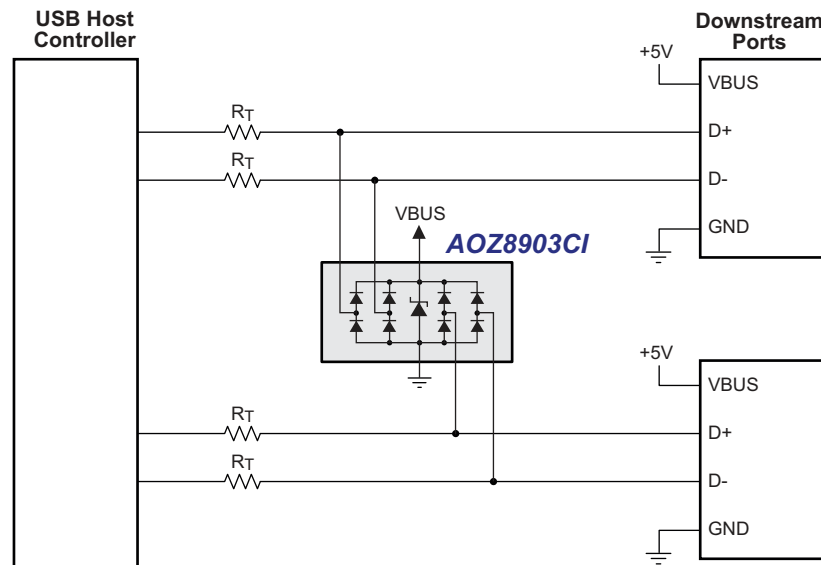 USB Host
Controller
Downstream
Ports
+5V
VBUS
RT
D+
RT
D-
VBUS
GND
AOZ8903CI
+5V
VBUS
RT
D+
RT
D-
GND